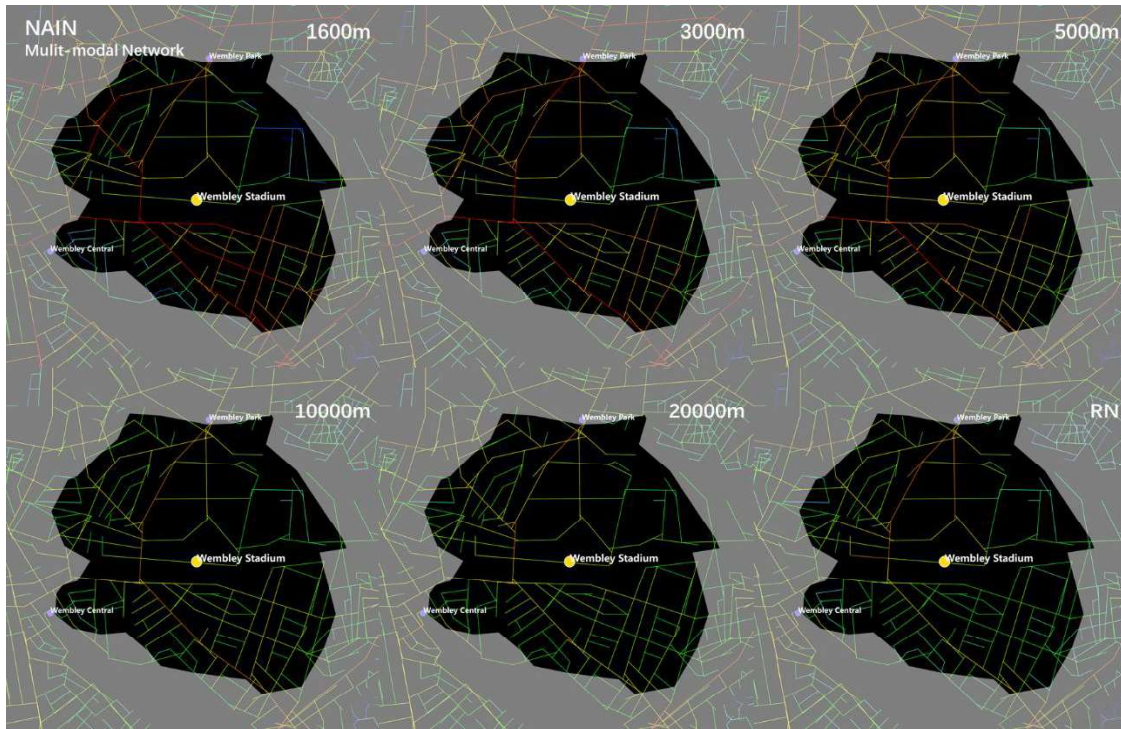 NAIN
Mulit-modal Network
1600m
Wembley Park
Wembley Stadium
Wembley Central
3000m
Wembley Park
Wembley Stadium
Wembley Central
5000m
Wembley Park
Wembley Stadium
Wembley Central
10000m
Wembley Park
Wembley Stadium
Wembley Central
20000m
Wembley Park
Wembley Stadium
Wembley Central
RN
Wembley Park
Wembley Stadium
Wembley Central